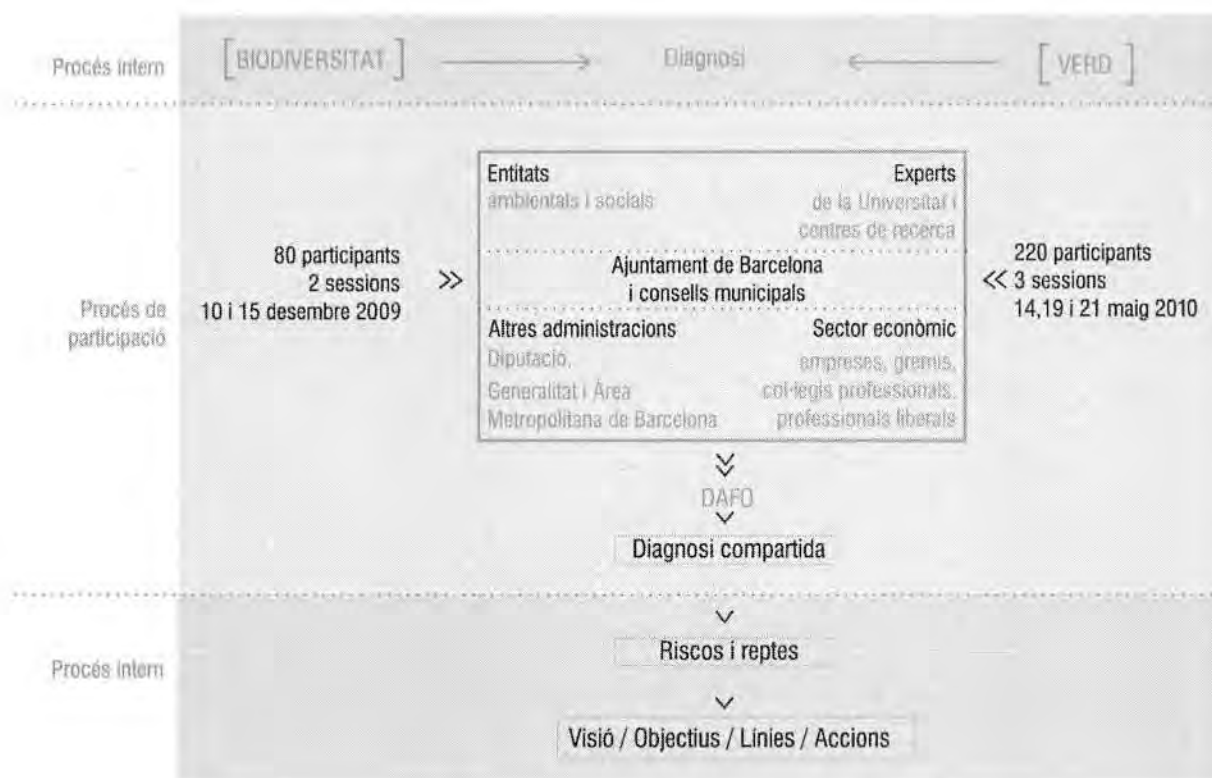 Procés intern
[BIODIVERSITAT]
Diagnosi
[VERD]
Procés de
participació
80 participants
2 sessions
10 i 15 desembre 2009
Entitats
ambientals i socials
Experts
de la Universitat i
centres de recerca
Ajuntament de Barcelona
i consells municipals
Altres administracions
Diputació,
Generalitat i Àrea
Metropolitana de Barcelona
Sector econòmic
empreses, gremis,
col·legis professionals,
professionals liberals
220 participants
3 sessions
14,19 i 21 maig 2010
DAFO
Diagnosi compartida
Procés intern
Riscos i reptes
Visió / Objectius / Línies / Accions